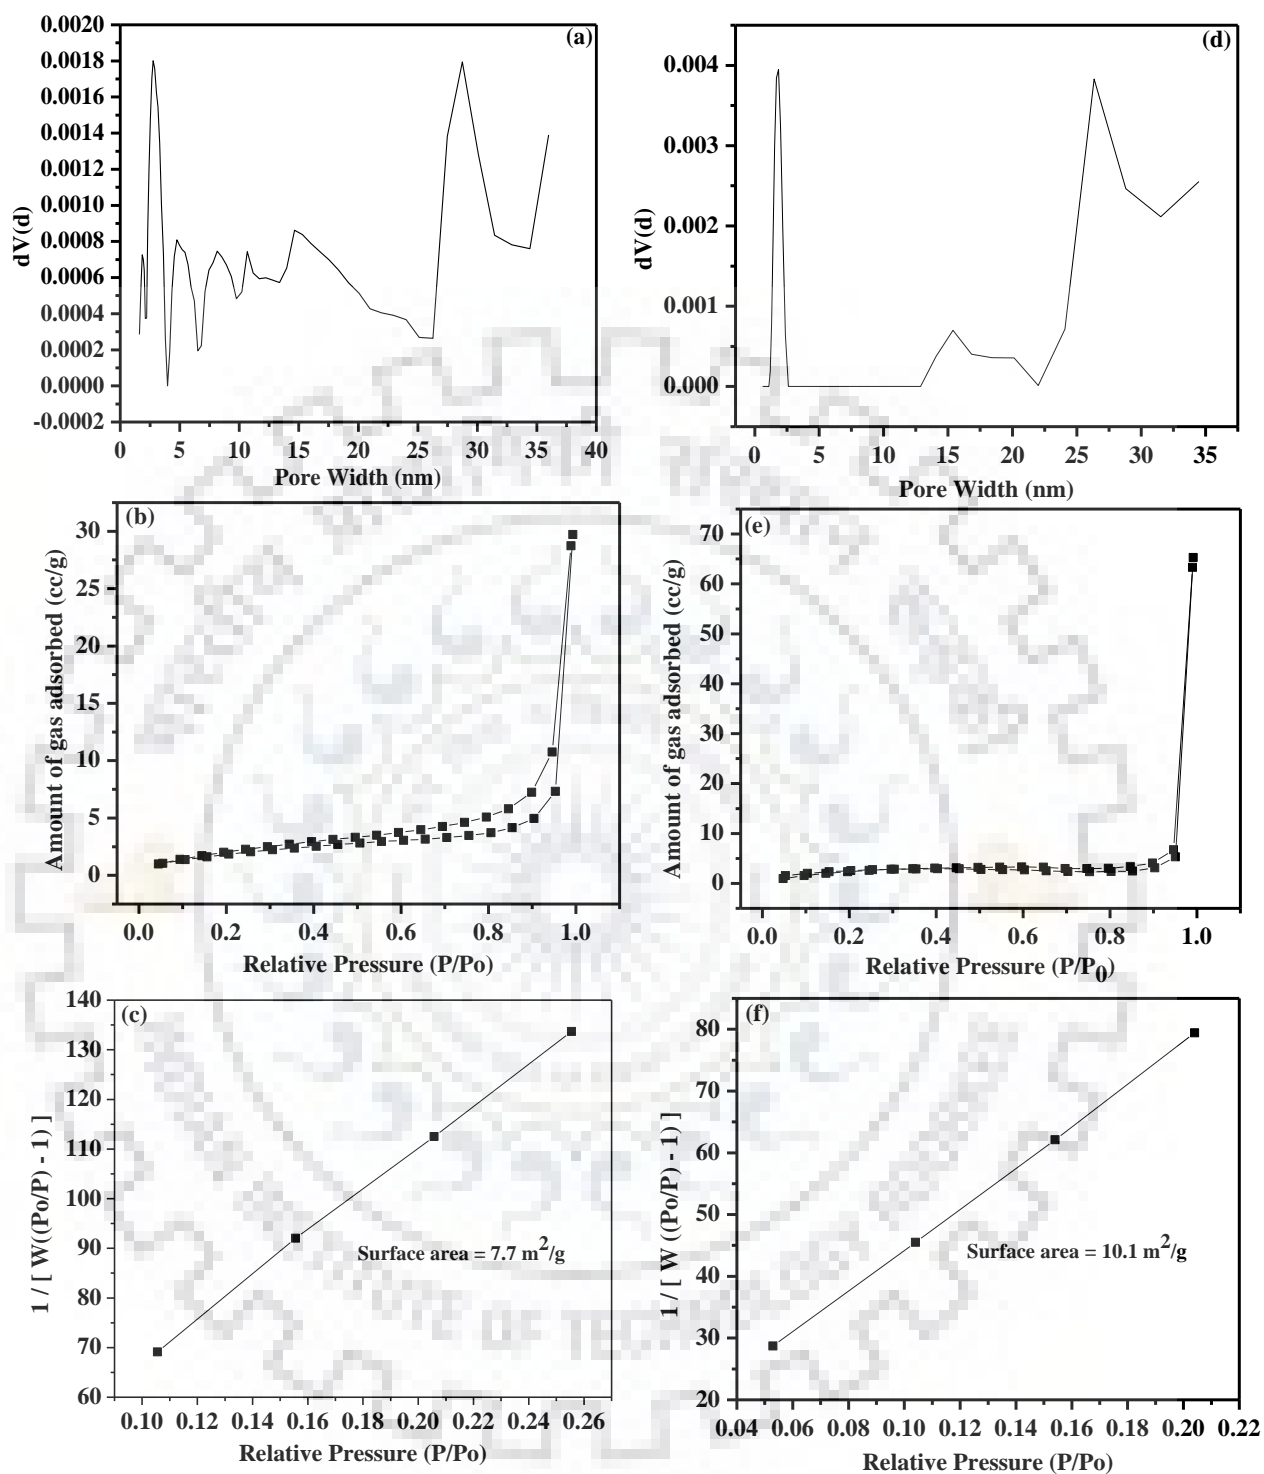 (a)
0.0020
0.0018
0.0016
0.0014
0.0012
0.0010
0.0008
0.0006
0.0004
0.0002
0.0000
-0.0002
dV(d)
0 5 10 15 20 25 30 35 40
Pore Width (nm)
(d)
0.004
0.003
0.002
0.001
0.000
dV(d)
0 5 10 15 20 25 30 35
Pore Width (nm)
(b)
30
25
20
15
10
5
0
Amount of gas adsorbed (cc/g)
0.0 0.2 0.4 0.6 0.8 1.0
Relative Pressure (P/Po)
(e)
70
60
50
40
30
20
10
0
Amount of gas adsorbed (cc/g)
0.0 0.2 0.4 0.6 0.8 1.0
Relative Pressure (P/P0)
(c)
140
130
120
110
100
90
80
70
60
1 / [ W((Po/P) - 1) ]
Surface area = 7.7 m2/g
0.10 0.12 0.14 0.16 0.18 0.20 0.22 0.24 0.26
Relative Pressure (P/Po)
(f)
80
70
60
50
40
30
20
1 / [ W ((Po/P) - 1) ]
Surface area = 10.1 m2/g
0.04 0.06 0.08 0.10 0.12 0.14 0.16 0.18 0.20 0.22
Relative Pressure (P/Po)